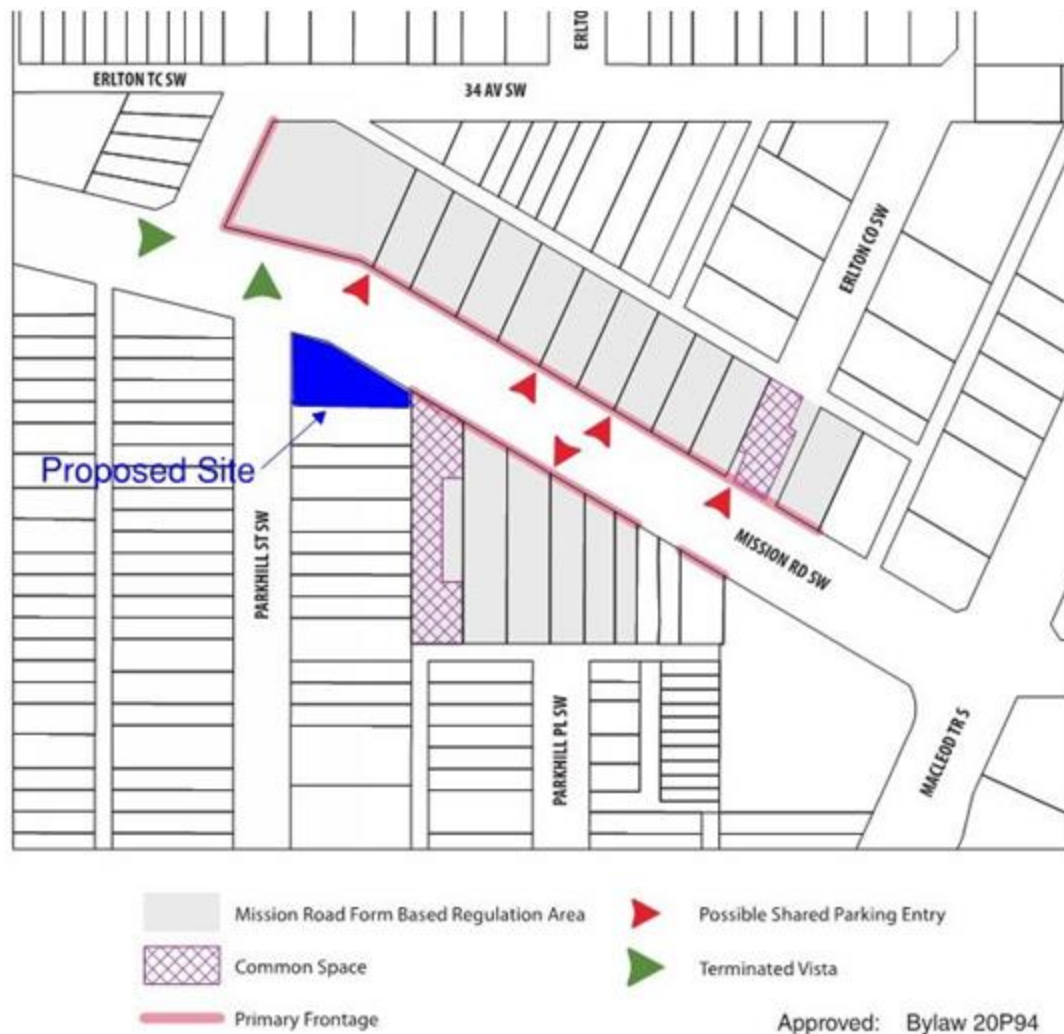 ERLTO
ERLTON TC SW
34 AV SW
ERLTON CO SW
Proposed Site
PARKHILL ST SW
MISSION RD SW
PARKHILL PL SW
MACLEOD TR S
Mission Road Form Based Regulation Area
Possible Shared Parking Entry
Common Space
Terminated Vista
Primary Frontage
Approved: Bylaw 20P94